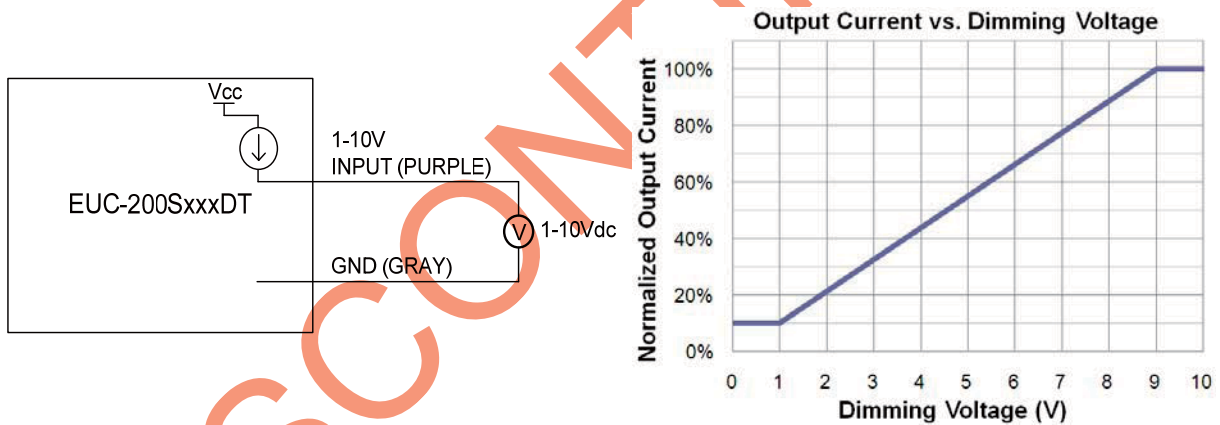 Vcc
1-10V
INPUT (PURPLE)
EUC-200SxxxDT
V
1-10Vdc
GND (GRAY)
Output Current vs. Dimming Voltage
Normalized Output Current
100%
80%
60%
40%
20%
0%
0 1 2 3 4 5 6 7 8 9 10
Dimming Voltage (V)